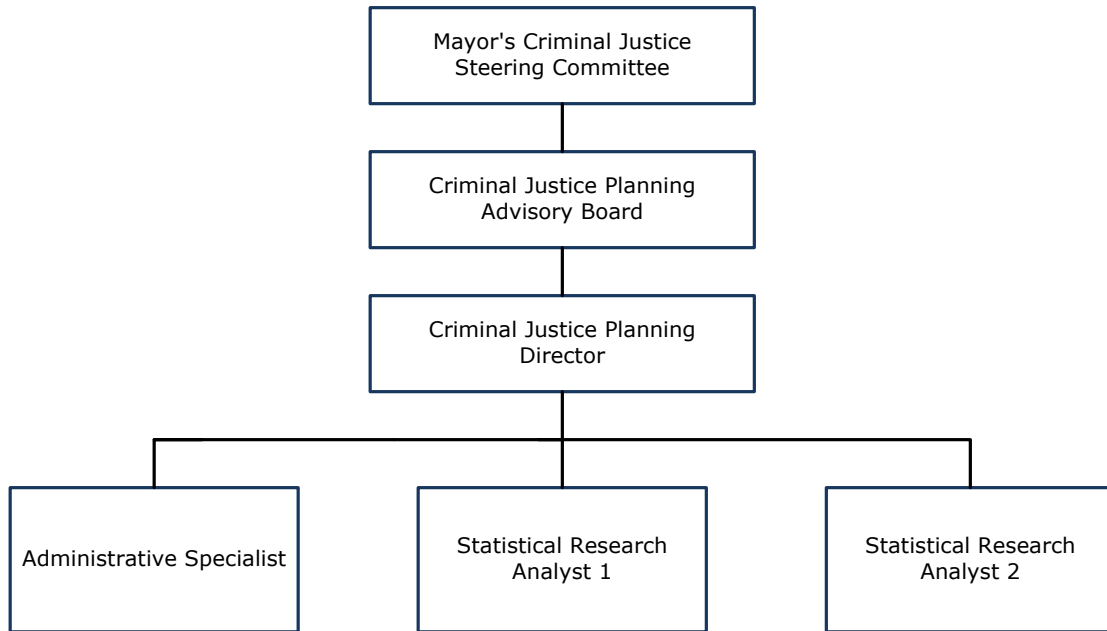 Mayor's Criminal Justice
Steering Committee
Criminal Justice Planning
Advisory Board
Criminal Justice Planning
Director
Administrative Specialist
Statistical Research
Analyst 1
Statistical Research
Analyst 2